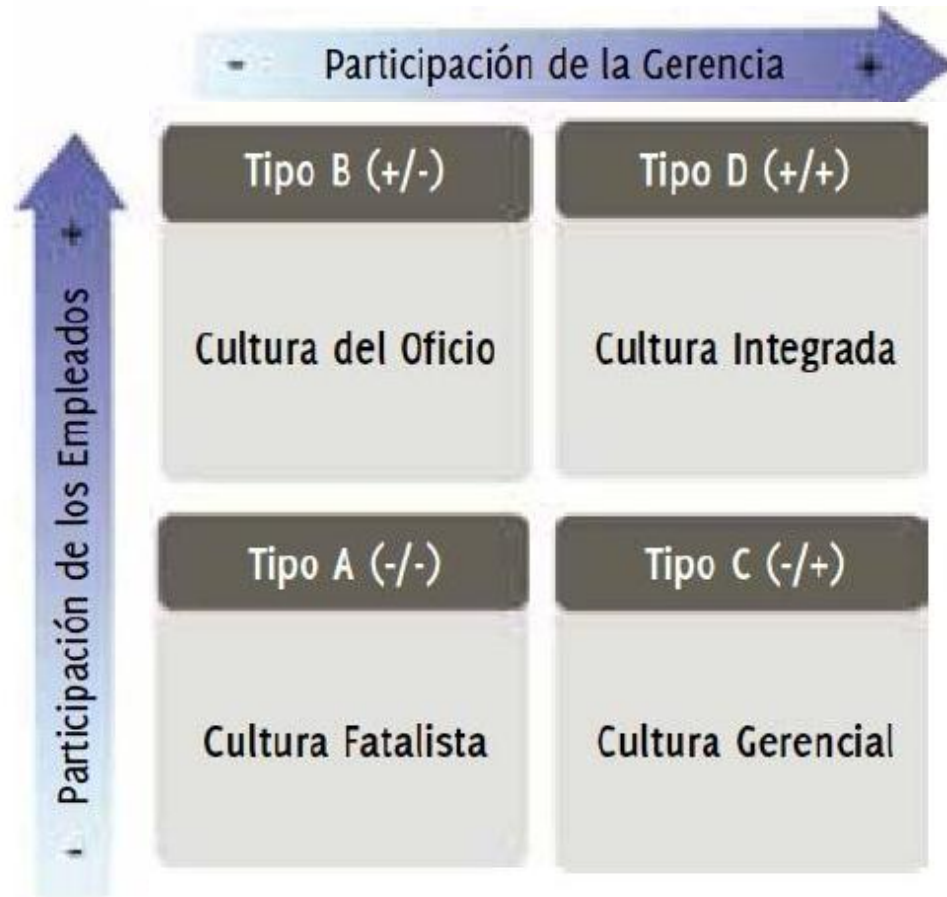 - Participación de la Gerencia +
Tipo B (+/-)
Tipo D (+/+)
Cultura del Oficio
Cultura Integrada
Tipo A (-/-)
Tipo C (-/+)
Cultura Fatalista
Cultura Gerencial
- Participación de los Empleados +